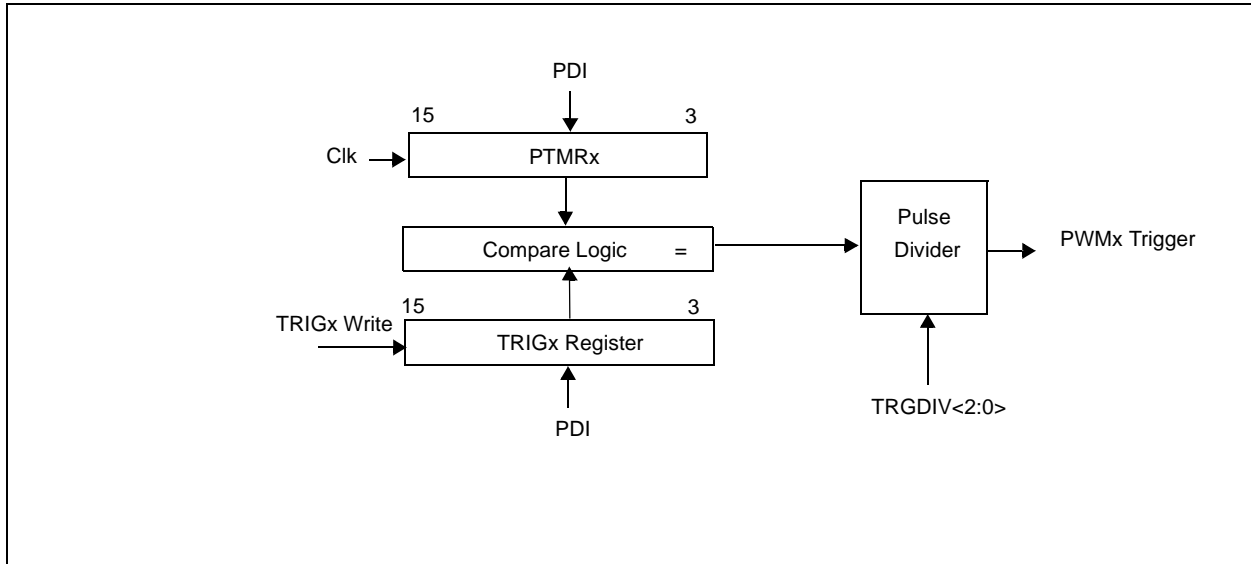 PDI
15 3
Clk PTMRx
Compare Logic =
Pulse
Divider
PWMx Trigger
15 3
TRIGx Write
TRIGx Register
TRGDIV<2:0>
PDI